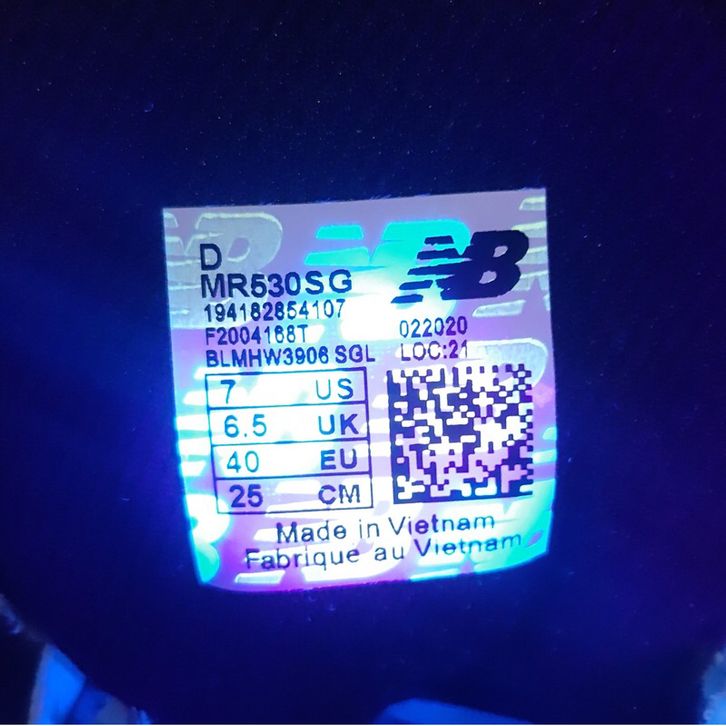 D
MR530SG
194182854107
F2004168T
BLMHW3906 SGL
NB
022020
LOC:21
7 US
6.5 UK
40 EU
25 CM
Made in Vietnam
Fabrique au Vietnam